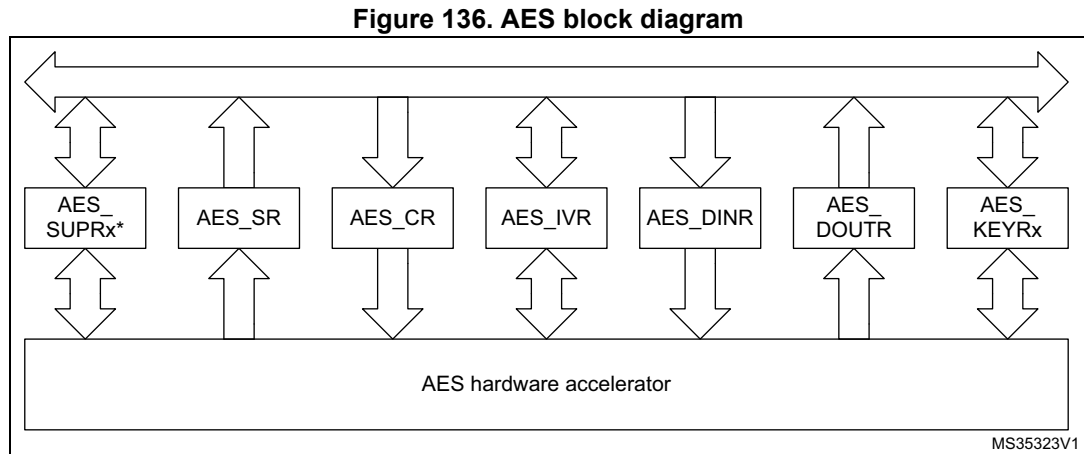 Figure 136. AES block diagram
AES_
SUPRx*
AES_SR
AES_CR
AES_IVR
AES_DINR
AES_
DOUTR
AES_
KEYRx
AES hardware accelerator
MS35323V1